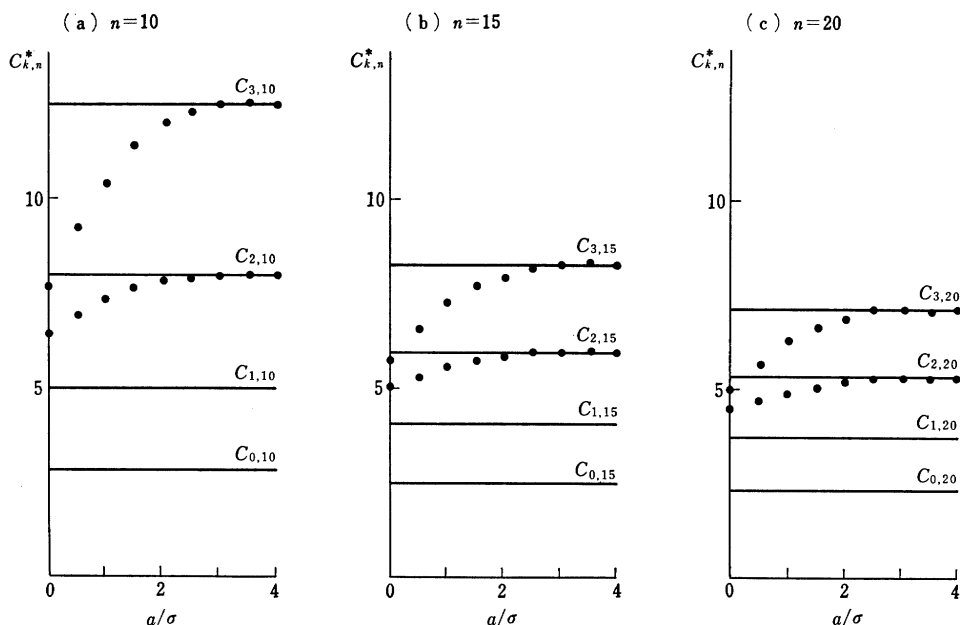 (a) n=10
C*k,n
C3,10
10
C2,10
5
C1,10
C0,10
0 2 4
a/σ
(b) n=15
C*k,n
10
C3,15
C2,15
5
C1,15
C0,15
0 2 4
a/σ
(c) n=20
C*k,n
10
C3,20
C2,20
5
C1,20
C0,20
0 2 4
a/σ